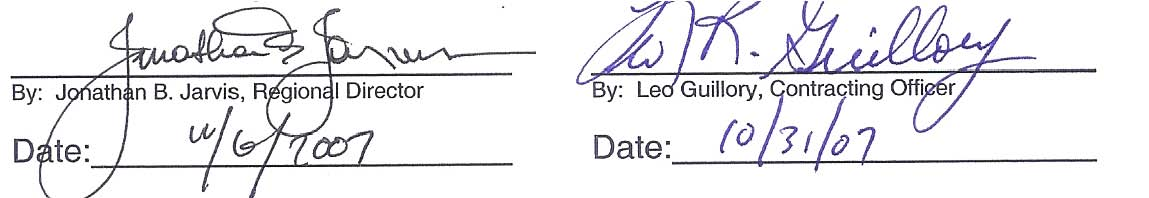 Jonathan B Jarvis
By: Jonathan B. Jarvis, Regional Director
Date: 11/6/2007
Leo K. Guillory
By: Leo Guillory, Contracting Officer
Date: 10/31/07